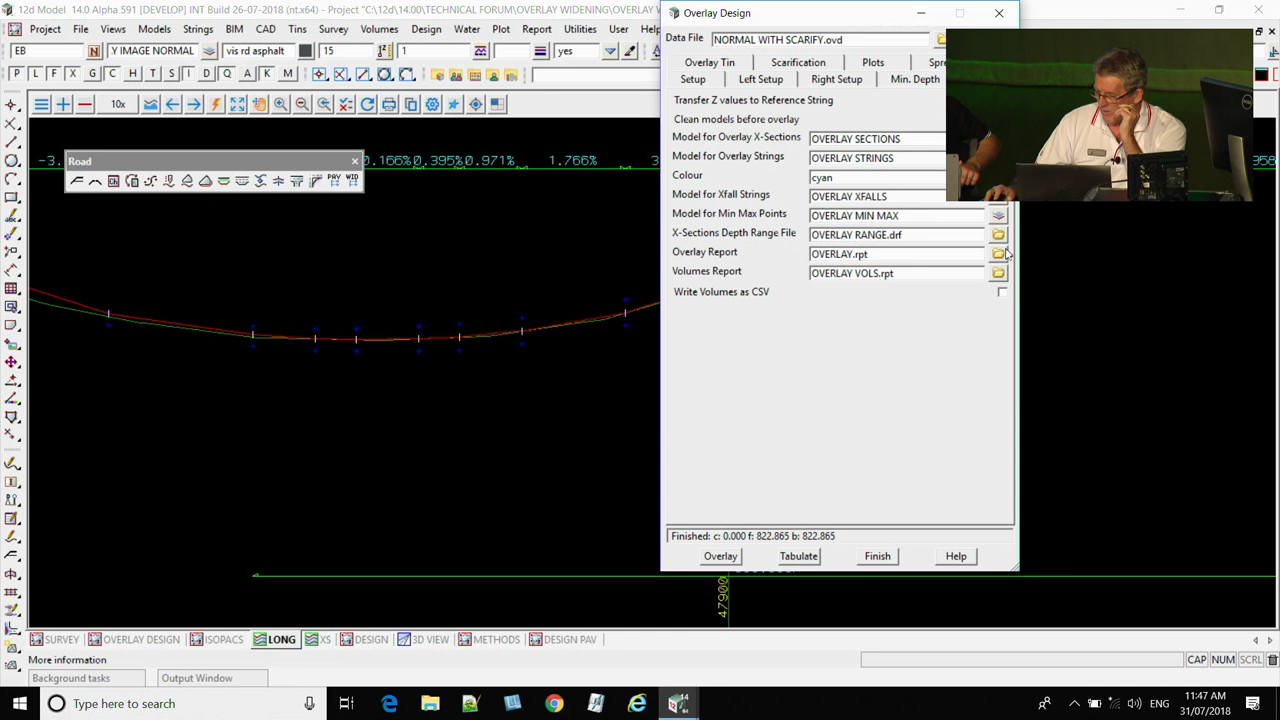 12d Model 14.0 Alpha 591 [DEVELOP] INT Build 26-07-2018 (nt.x64) - Project "C:\12d\14.00\TECHNICAL FORUM\OVERLAY WIDENING\OVERLAY W
Project File Edit Views Models Strings BIM CAD Tins Survey Volumes Design Water Plot Report Utilities User
EB N Y IMAGE NORMAL vis rd asphalt 15 1 yes
P L F X G C H T S I D Q A K M
10x
-3. 0.166% 0.395% 0.971% 1.766% 3 958
Road
PAV WID
Overlay Design
Data File NORMAL WITH SCARIFY.ovd
Overlay Tin Scarification Plots Spre
Setup Left Setup Right Setup Min. Depth
Transfer Z values to Reference String
Clean models before overlay
Model for Overlay X-Sections OVERLAY SECTIONS
Model for Overlay Strings OVERLAY STRINGS
Colour cyan
Model for Xfall Strings OVERLAY XFALLS
Model for Min Max Points OVERLAY MIN MAX
X-Sections Depth Range File OVERLAY RANGE.drf
Overlay Report OVERLAY.rpt
Volumes Report OVERLAY VOLS.rpt
Write Volumes as CSV
Finished: c: 0.000 f: 822.865 b: 822.865
Overlay Tabulate Finish Help
47900
SURVEY OVERLAY DESIGN ISOPACS LONG XS DESIGN 3D VIEW METHODS DESIGN PAV
More information CAP NUM SCRL
Background tasks Output Window
Type here to search
14
ENG
11:47 AM
31/07/2018